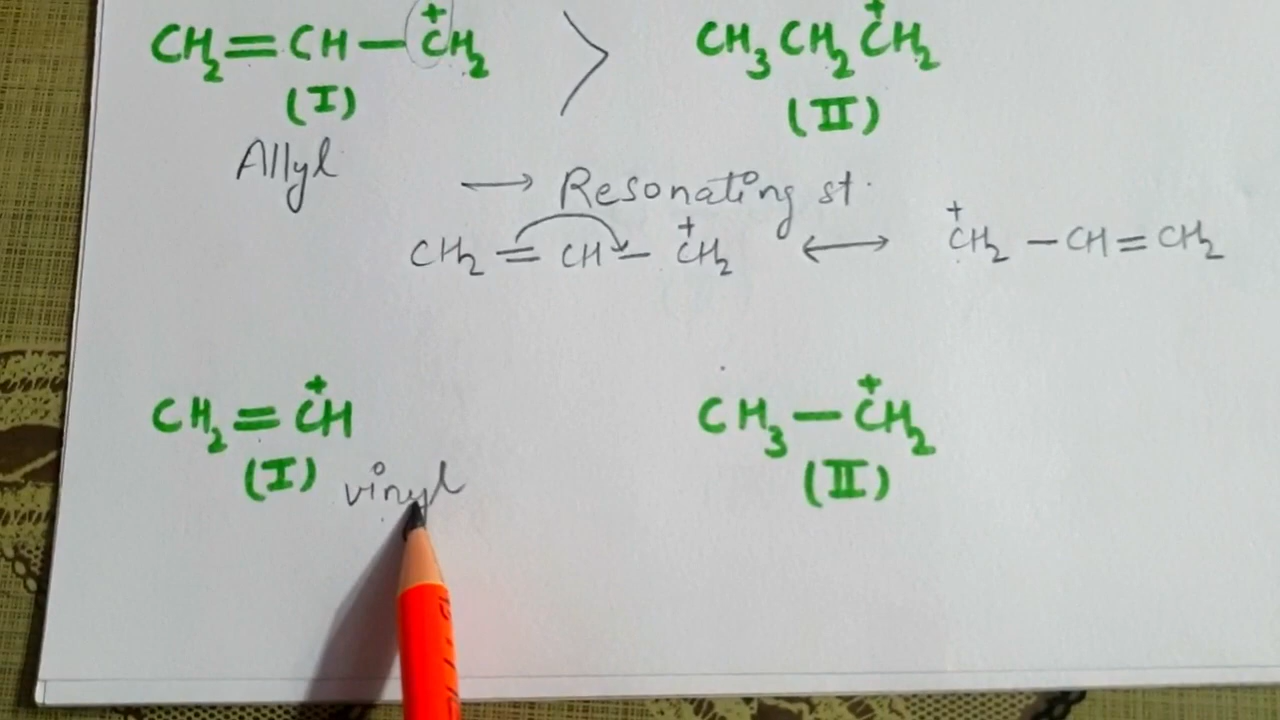 CH₂=CH–C⁺H₂ > CH₃CH₂C⁺H₂
(I) (II)
Allyl
→ Resonating st.
CH₂=CH–C⁺H₂ ↔ C⁺H₂–CH=CH₂
CH₂=C⁺H CH₃–C⁺H₂
(I) vinyl (II)